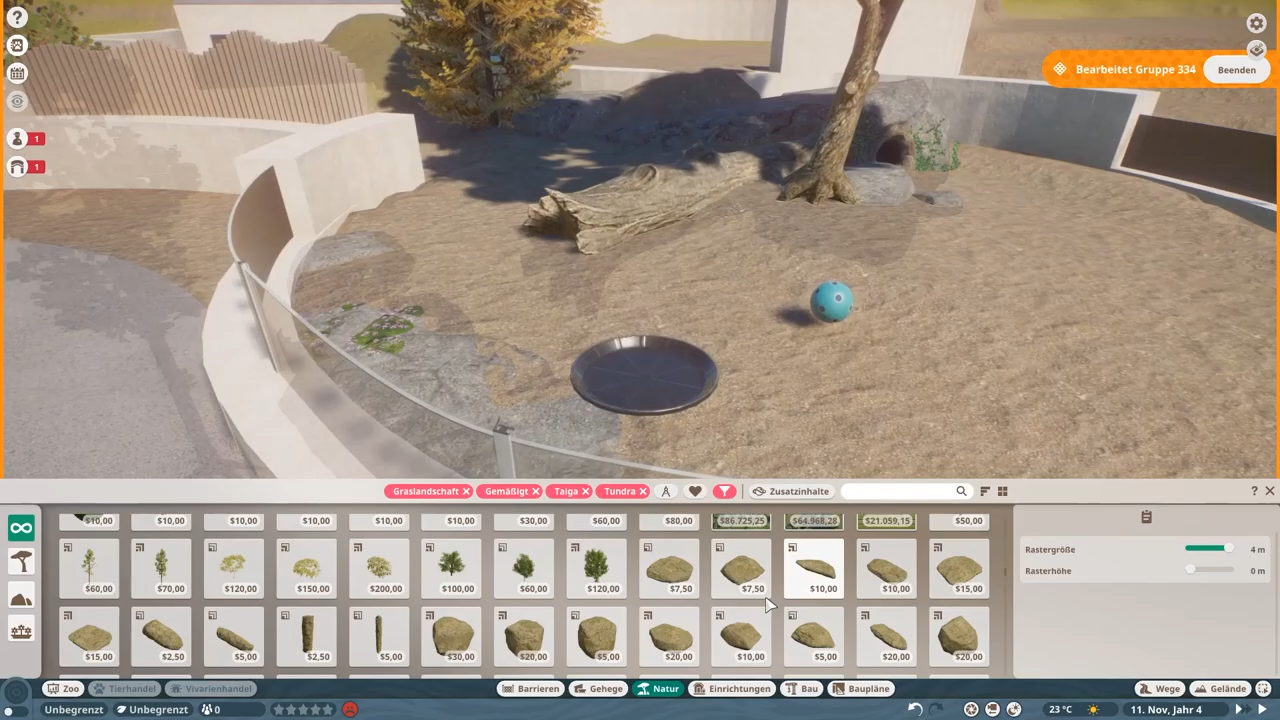 ?
Bearbeitet Gruppe 334
Beenden
1
1
Graslandschaft Gemäßigt Taiga Tundra Zusatzinhalte
?
$10,00 $10,00 $10,00 $10,00 $10,00 $10,00 $30,00 $60,00 $80,00 $86.725,25 $64.968,28 $21.059,15 $50,00
$60,00 $70,00 $120,00 $150,00 $200,00 $100,00 $60,00 $120,00 $7,50 $7,50 $10,00 $10,00 $15,00
$15,00 $2,50 $5,00 $2,50 $5,00 $30,00 $20,00 $5,00 $20,00 $10,00 $5,00 $20,00 $20,00
Rastergröße 4 m
Rasterhöhe 0 m
Zoo Tierhandel Vivarienhandel Barrieren Gehege Natur Einrichtungen Bau Baupläne Wege Gelände
Unbegrenzt Unbegrenzt 0 23 °C 11. Nov, Jahr 4